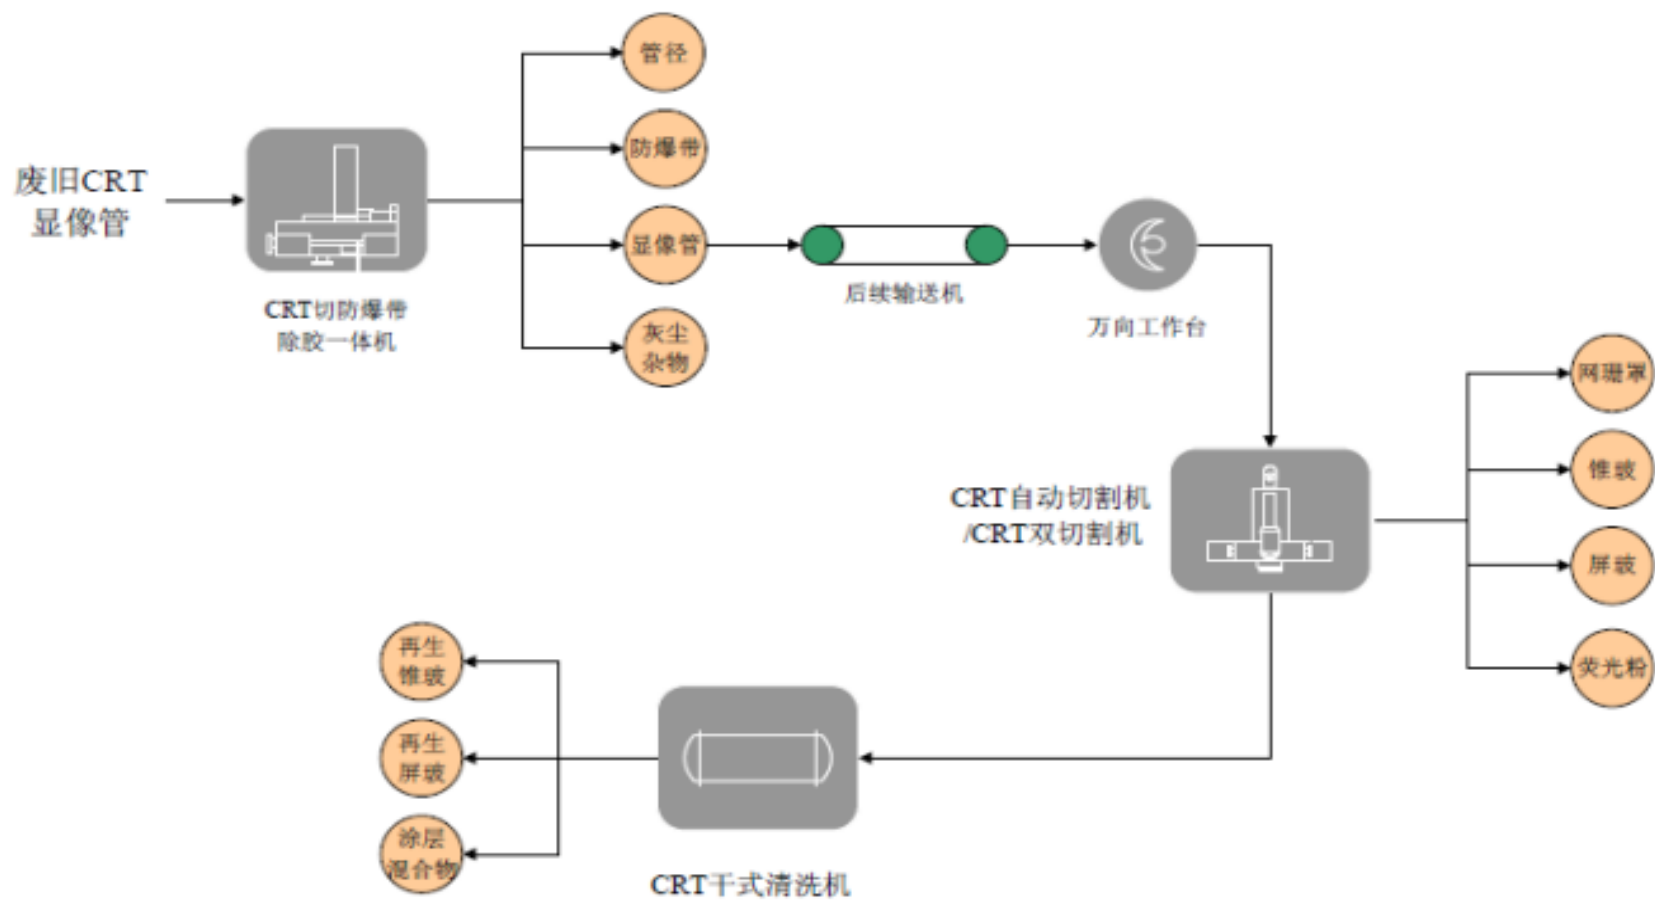 管径
防爆带
废旧CRT
显像管
显像管
后续输送机
CRT切防爆带
除胶一体机
灰尘
杂物
万向工作台
网珊罩
锥玻
屏玻
荧光粉
CRT自动切割机
/CRT双切割机
再生
锥玻
再生
屏玻
涂层
混合物
CRT干式清洗机